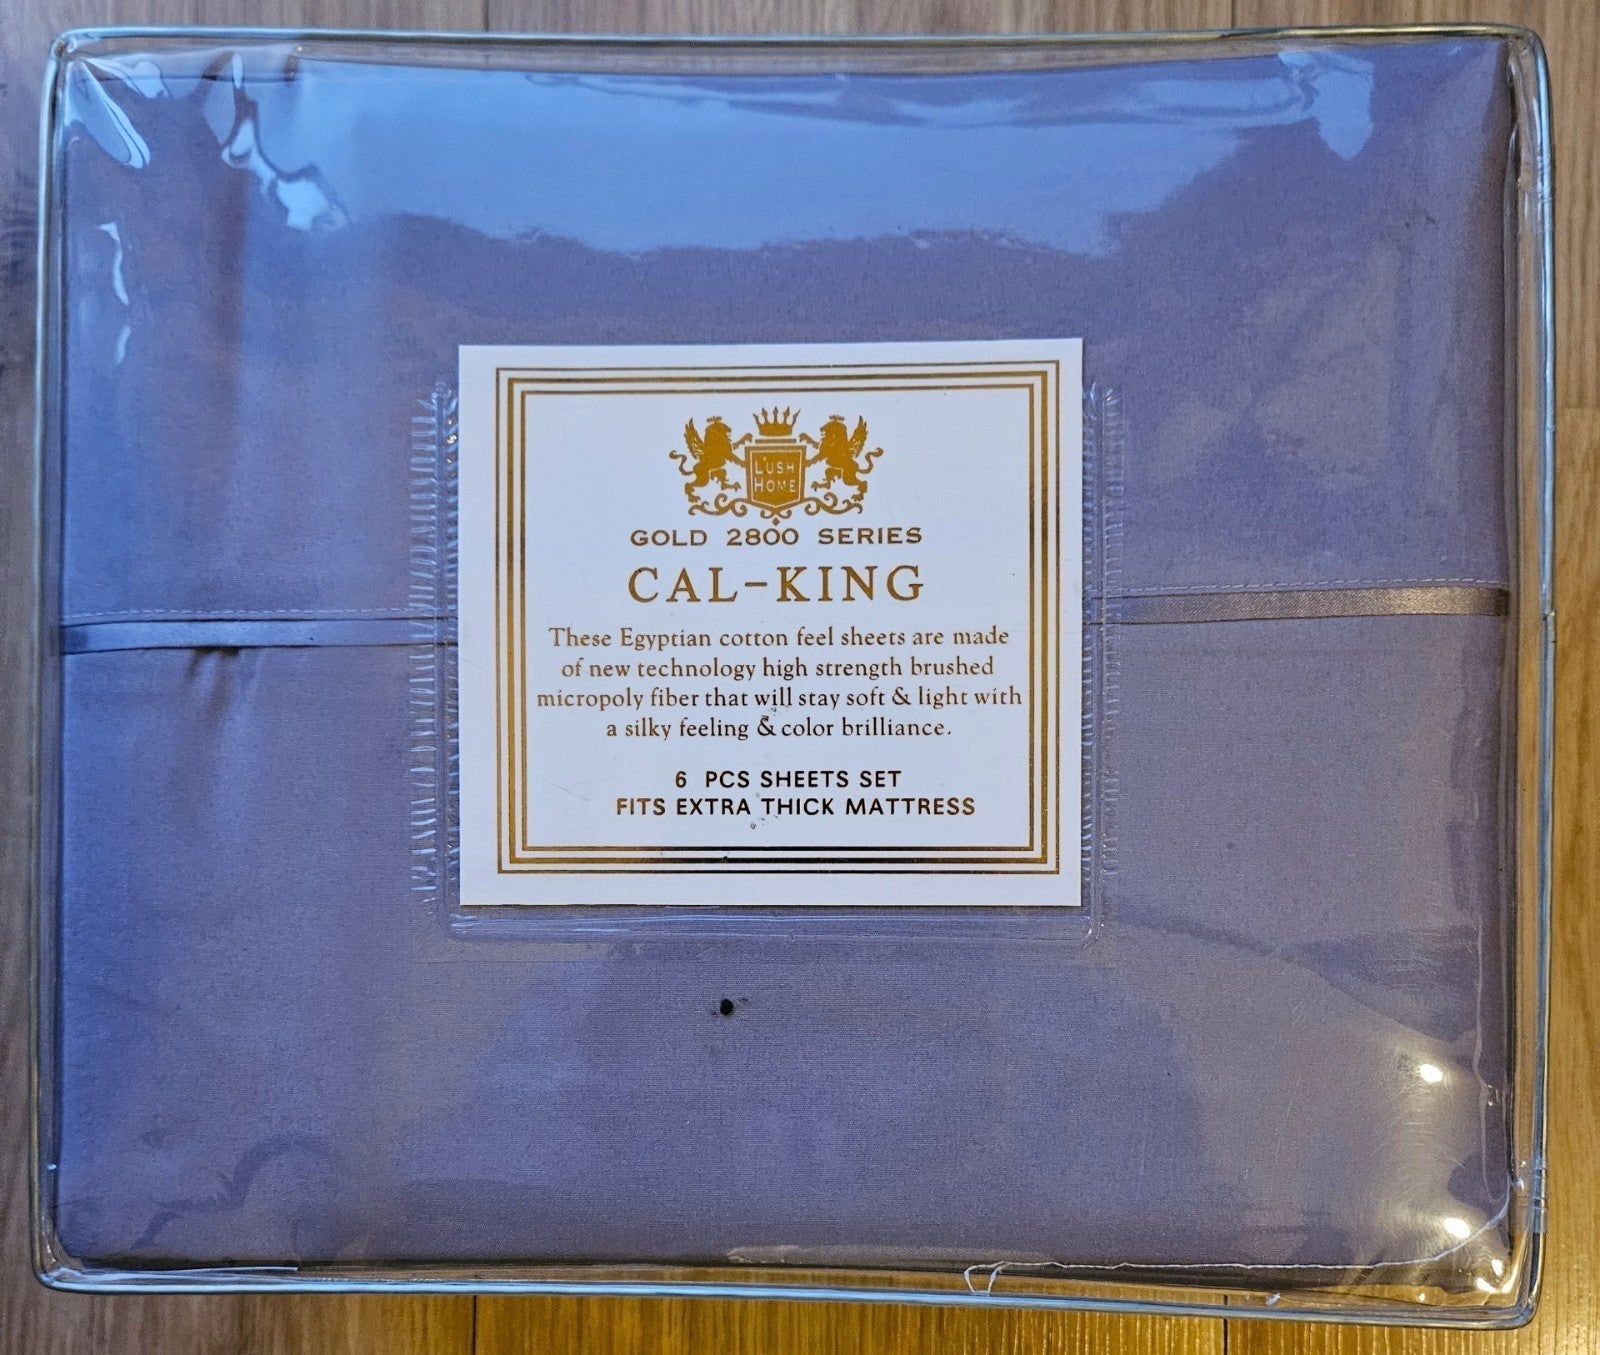 L'USH
HOME
GOLD 2800 SERIES
CAL-KING
These Egyptian cotton feel sheets are made
of new technology high strength brushed
micropoly fiber that will stay soft & light with
a silky feeling & color brilliance.
6 PCS SHEETS SET
FITS EXTRA THICK MATTRESS